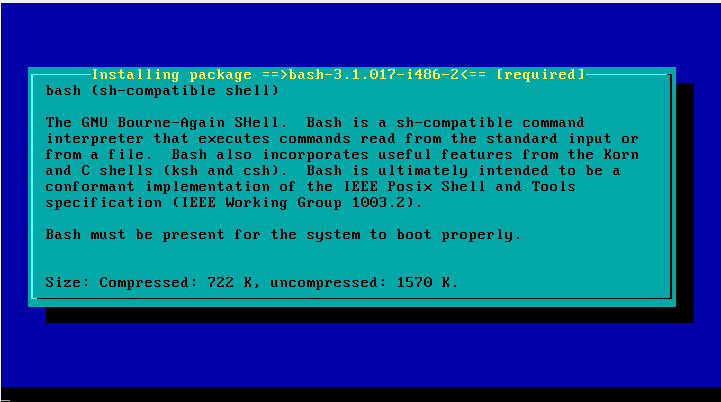 Installing package ==>bash-3.1.017-i486-2<== [required]
bash (sh-compatible shell)
The GNU Bourne-Again SHell.  Bash is a sh-compatible command
interpreter that executes commands read from the standard input or
from a file.  Bash also incorporates useful features from the Korn
and C shells (ksh and csh).  Bash is ultimately intended to be a
conformant implementation of the IEEE Posix Shell and Tools
specification (IEEE Working Group 1003.2).
Bash must be present for the system to boot properly.
Size: Compressed: 722 K, uncompressed: 1570 K.